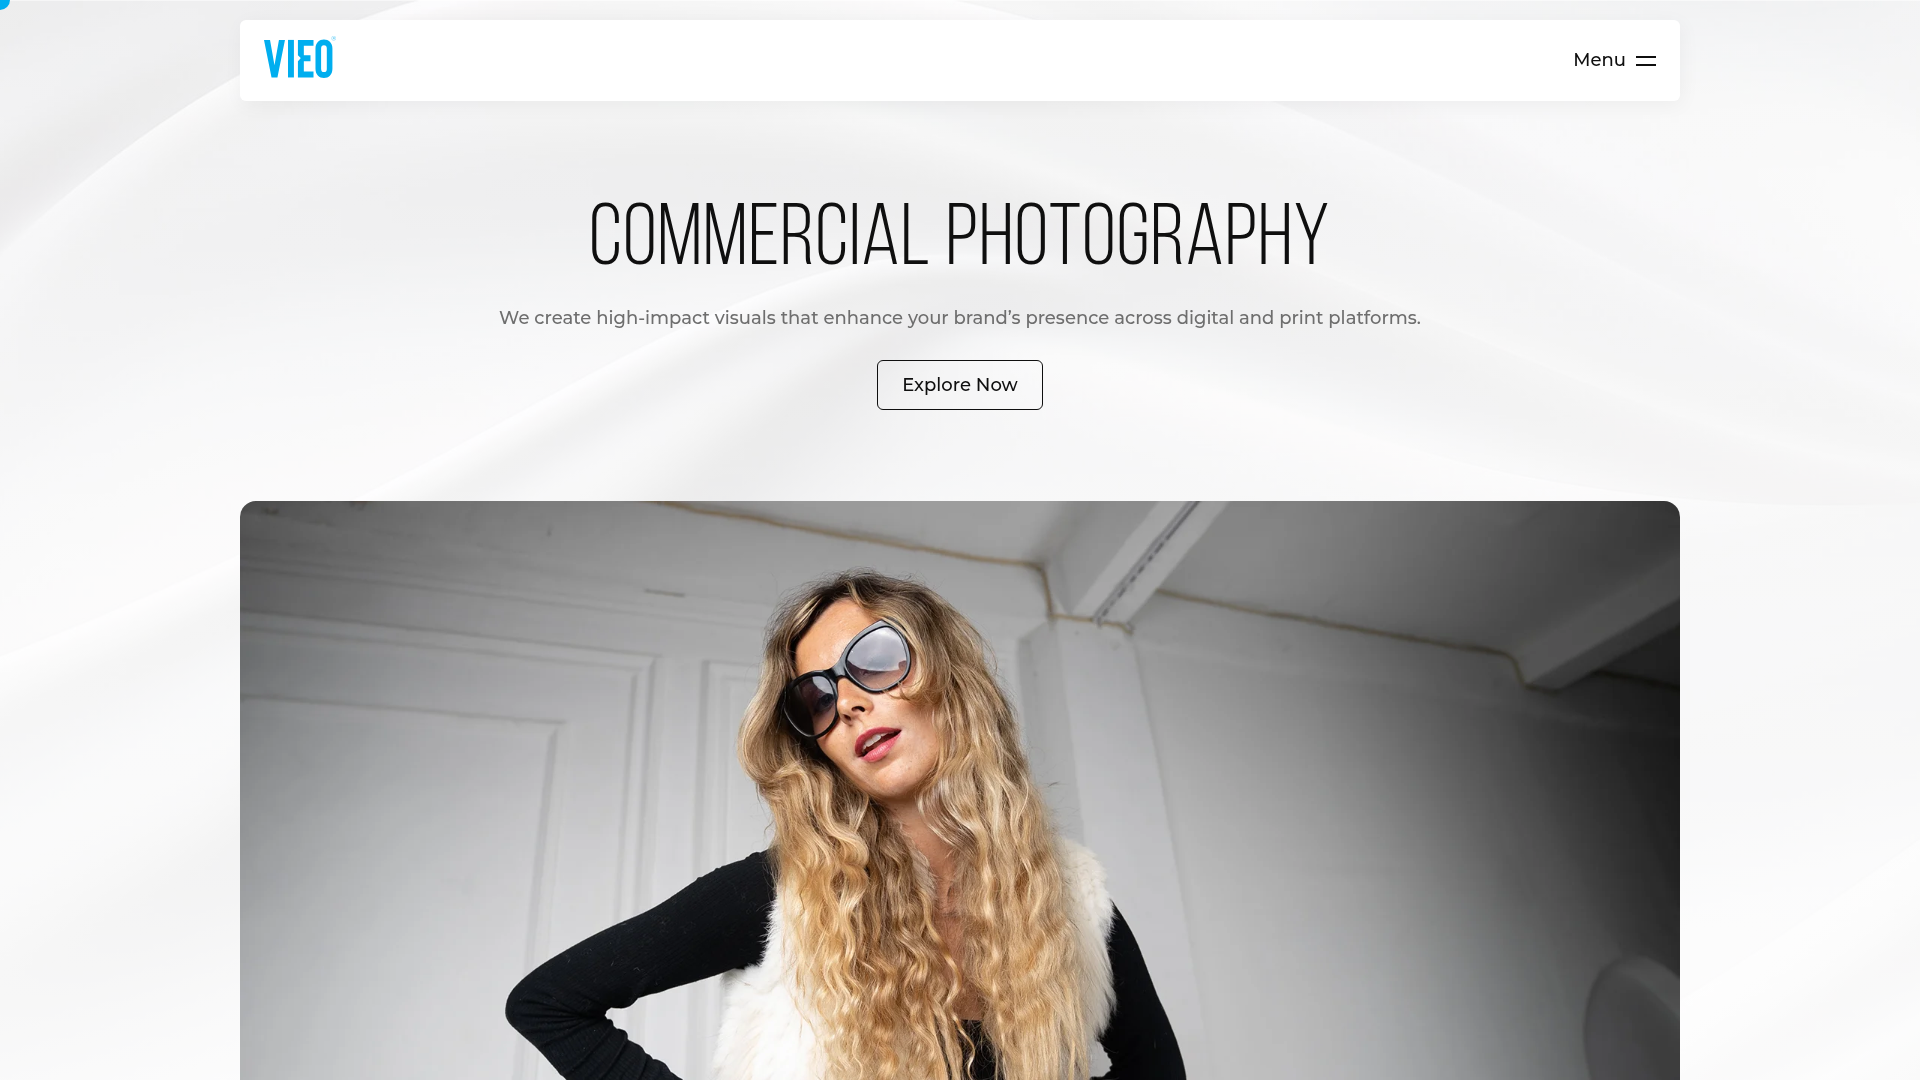 VIEO
Menu
COMMERCIAL PHOTOGRAPHY
We create high-impact visuals that enhance your brand’s presence across digital and print platforms.
Explore Now